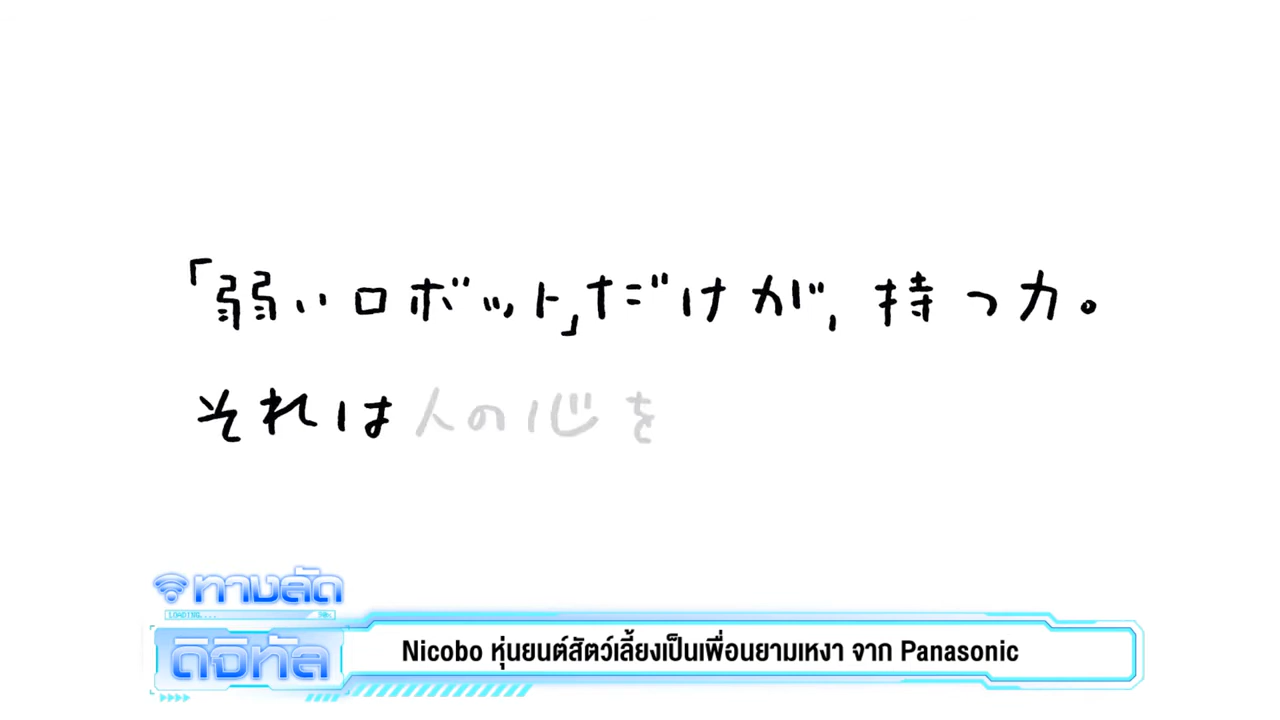 「弱いロボット」だけが、持つ力。
それは人の心を
ทางลัด
LOADING....
ดิจิทัล
Nicobo หุ่นยนต์สัตว์เลี้ยงเป็นเพื่อนยามเหงา จาก Panasonic